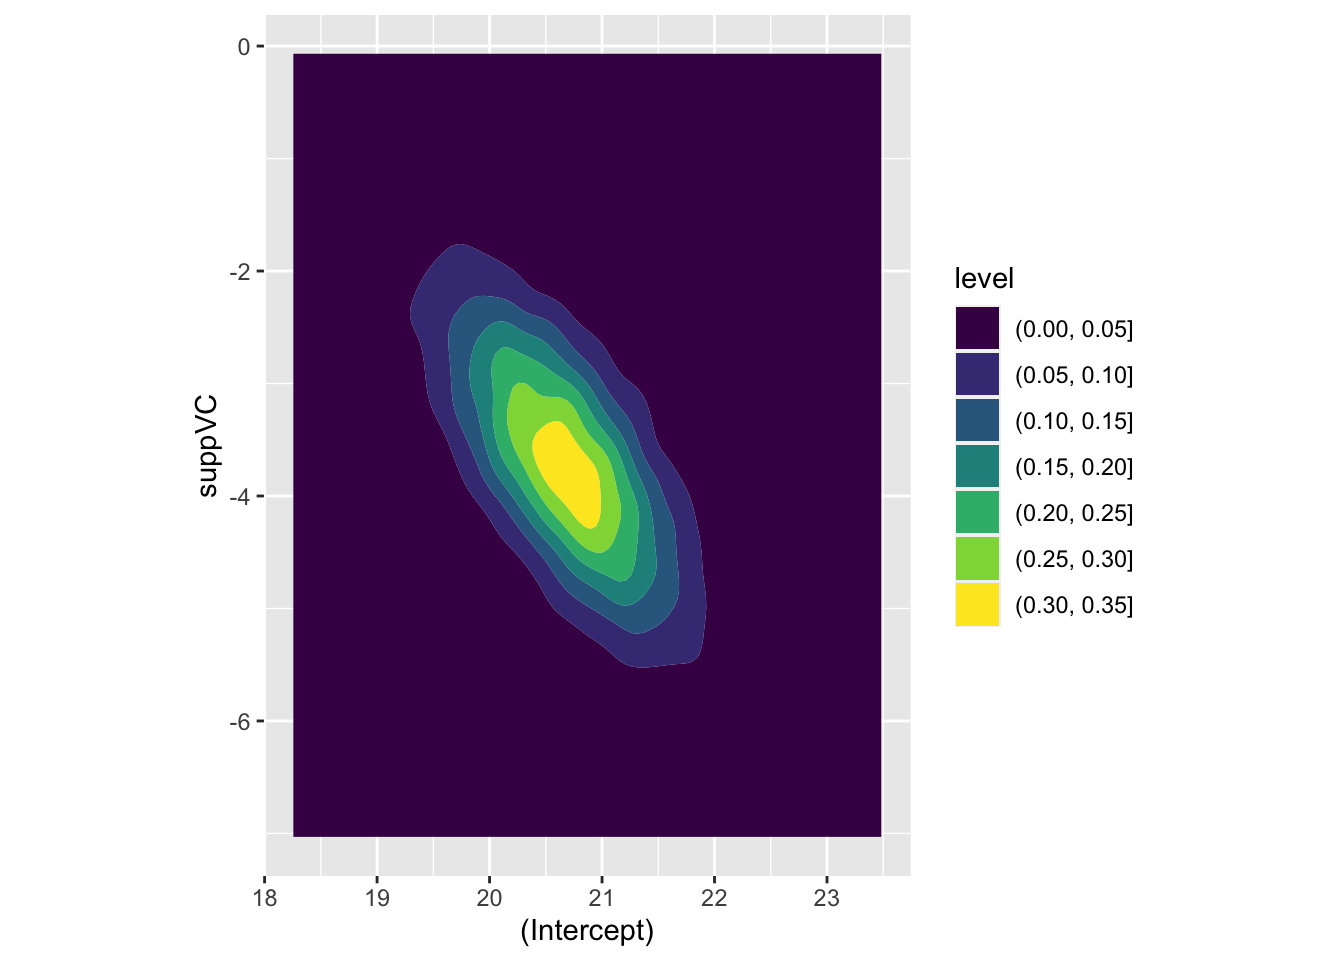 0
-2
-4
-6
suppVC
18 19 20 21 22 23
(Intercept)
level
(0.00, 0.05]
(0.05, 0.10]
(0.10, 0.15]
(0.15, 0.20]
(0.20, 0.25]
(0.25, 0.30]
(0.30, 0.35]